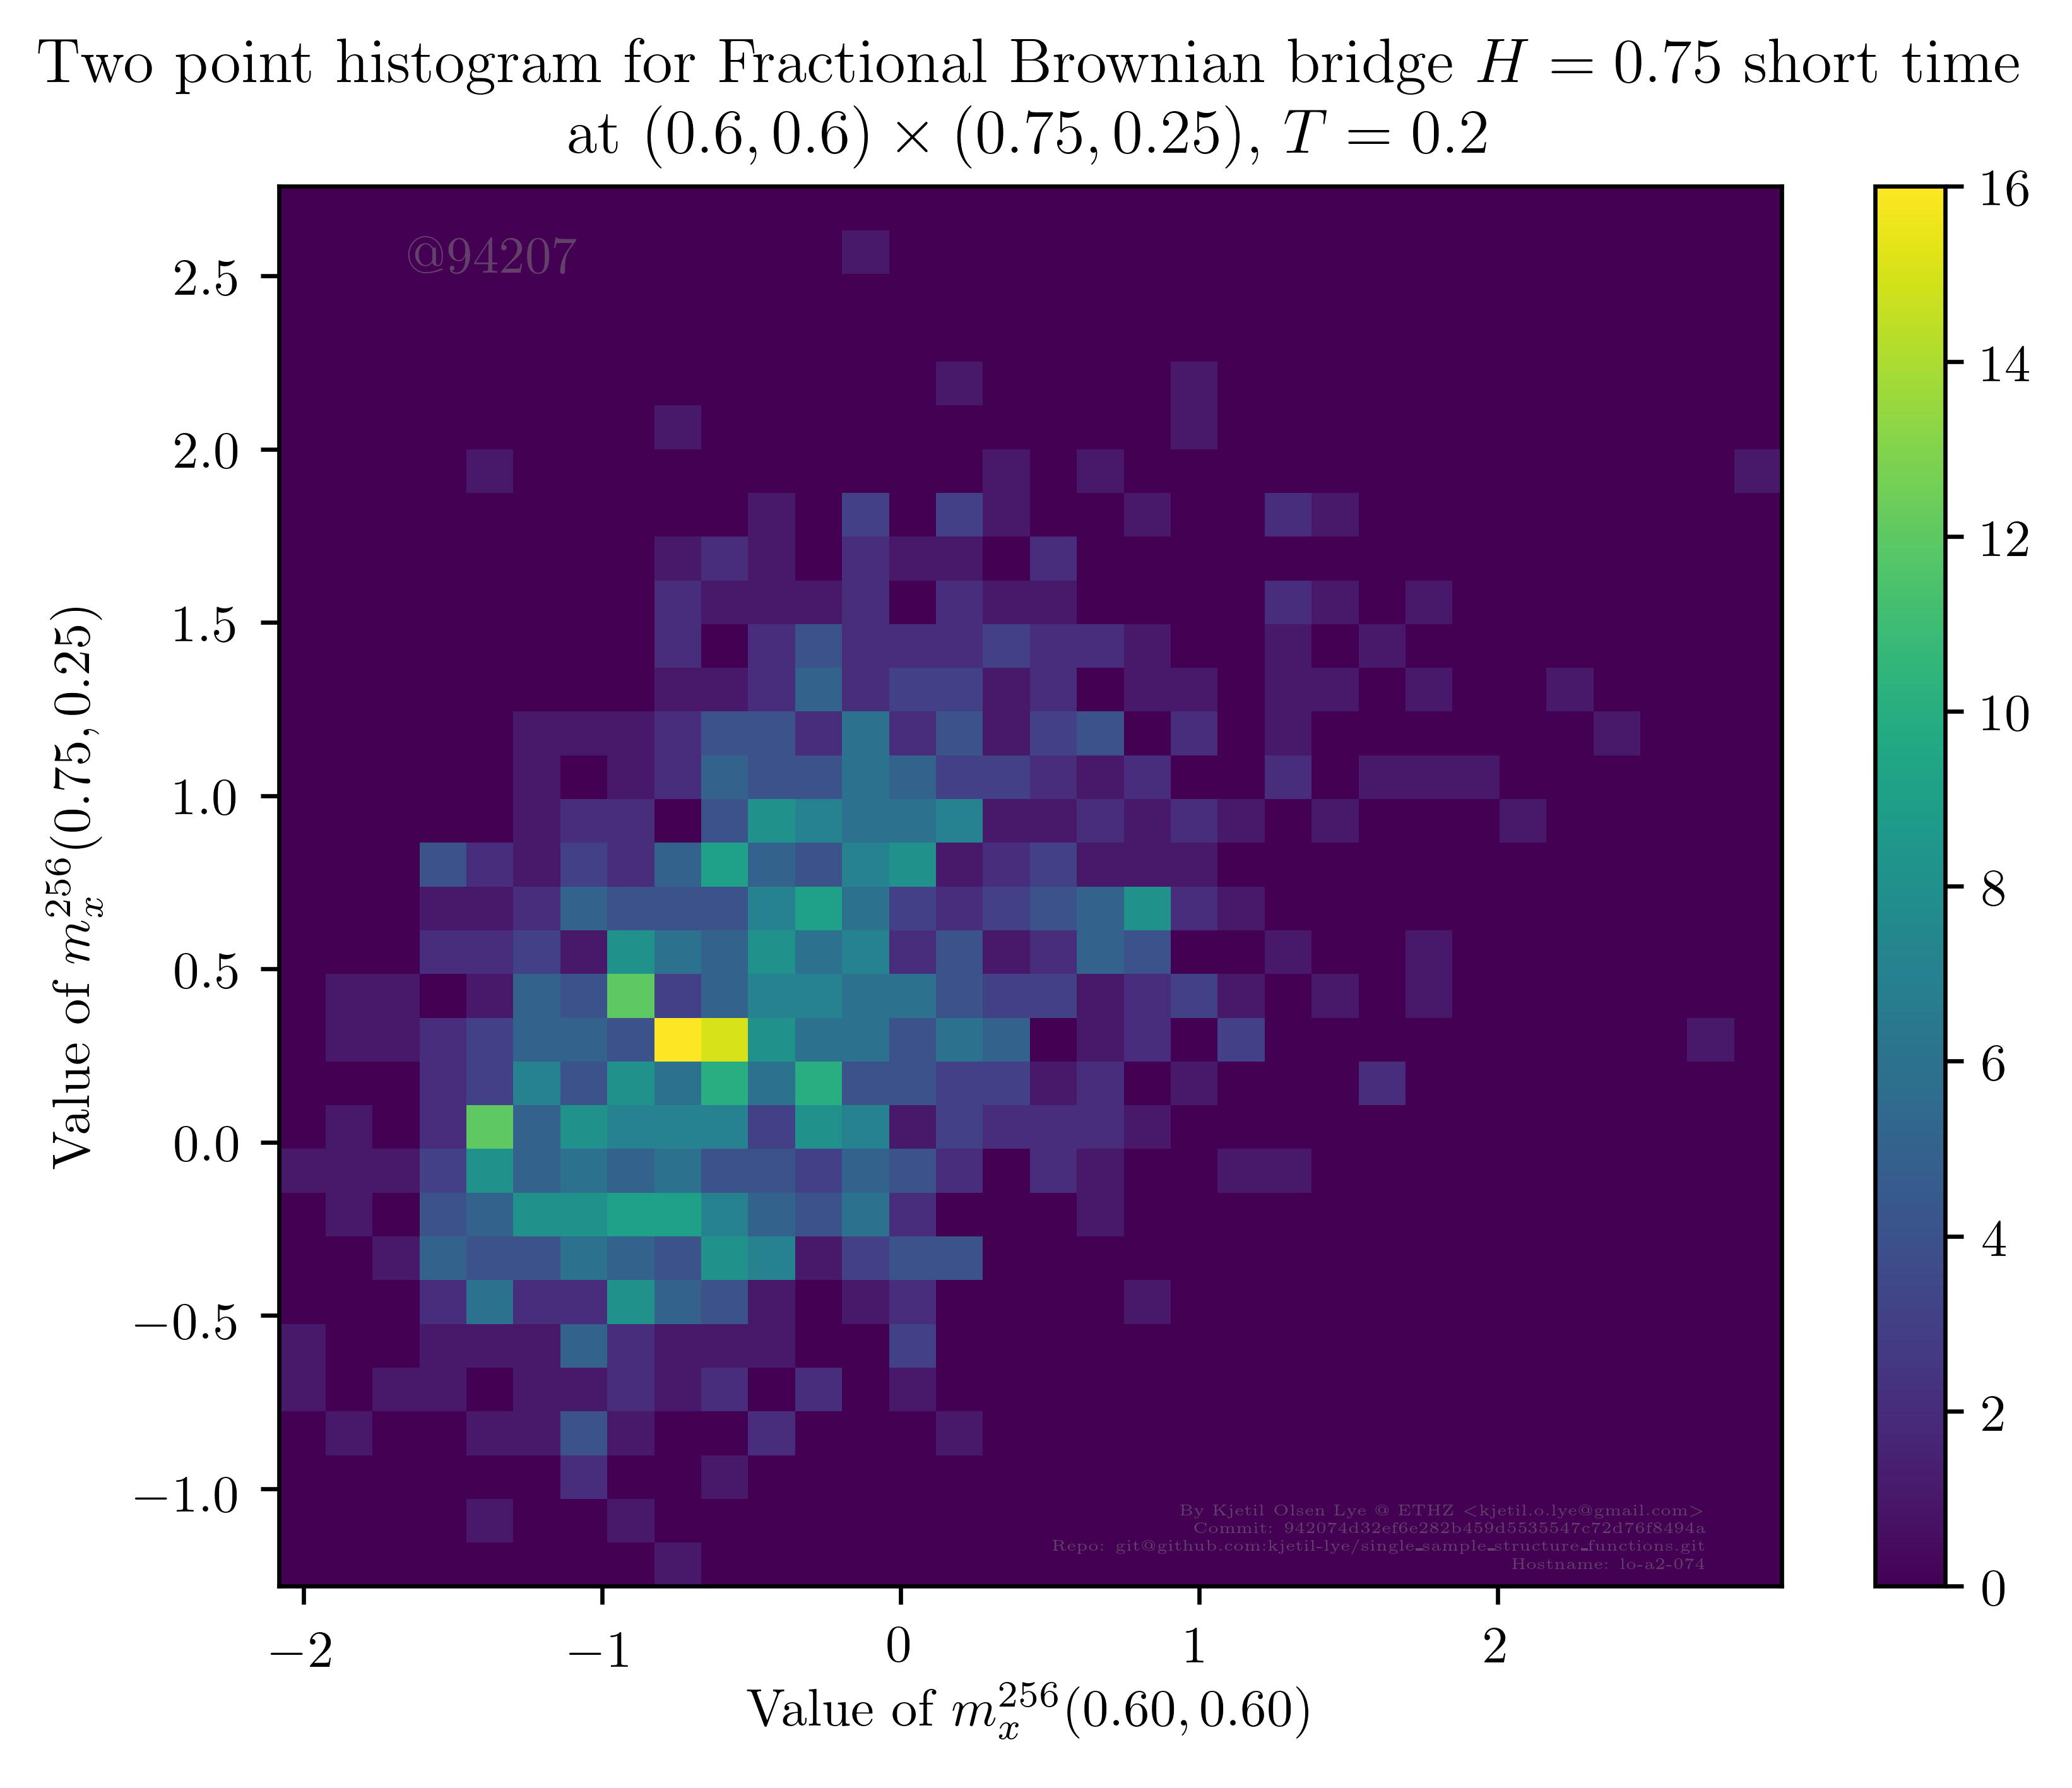 Two point histogram for Fractional Brownian bridge H = 0.75 short time
at (0.6, 0.6) × (0.75, 0.25), T = 0.2
@94207
2.5
2.0
1.5
1.0
0.5
0.0
−0.5
−1.0
Value of m_x^256(0.75, 0.25)
−2
−1
0
1
2
Value of m_x^256(0.60, 0.60)
16
14
12
10
8
6
4
2
0
By Kjetil Olsen Lye @ ETHZ <kjetil.o.lye@gmail.com>
Commit: 942074d32ef6e282b459d5535547c72d76f8494a
Repo: git@github.com:kjetil-lye/single_sample_structure_functions.git
Hostname: lo-a2-074